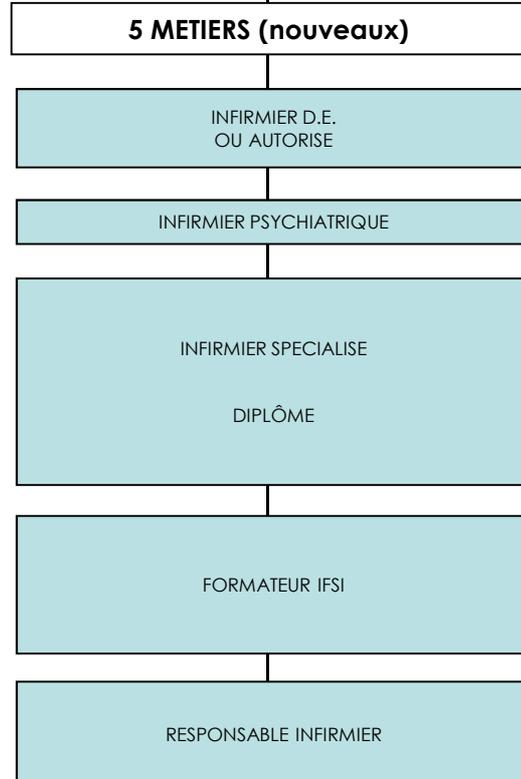 5 METIERS (nouveaux)
INFIRMIER D.E.
OU AUTORISE
INFIRMIER PSYCHIATRIQUE
INFIRMIER SPECIALISE
DIPLÔME
FORMATEUR IFSI
RESPONSABLE INFIRMIER